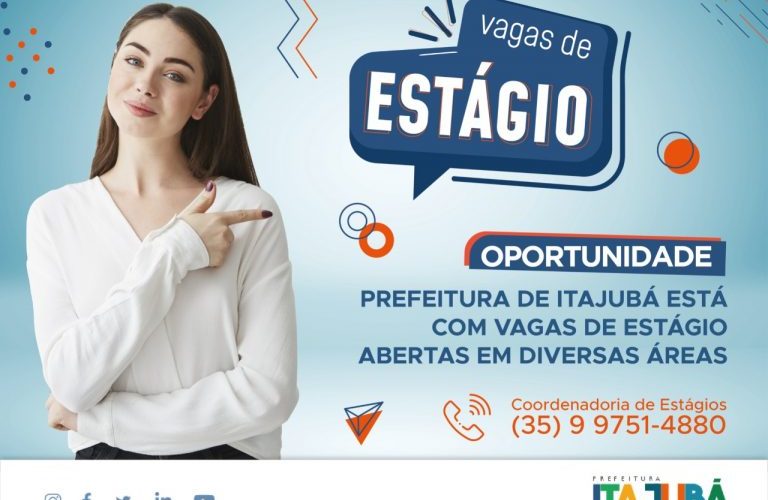 vagas de
ESTÁGIO
OPORTUNIDADE
PREFEITURA DE ITAJUBÁ ESTÁ
COM VAGAS DE ESTÁGIO
ABERTAS EM DIVERSAS ÁREAS
Coordenadoria de Estágios
(35) 9 9751-4880
PREFEITURA
ITAJUBÁ